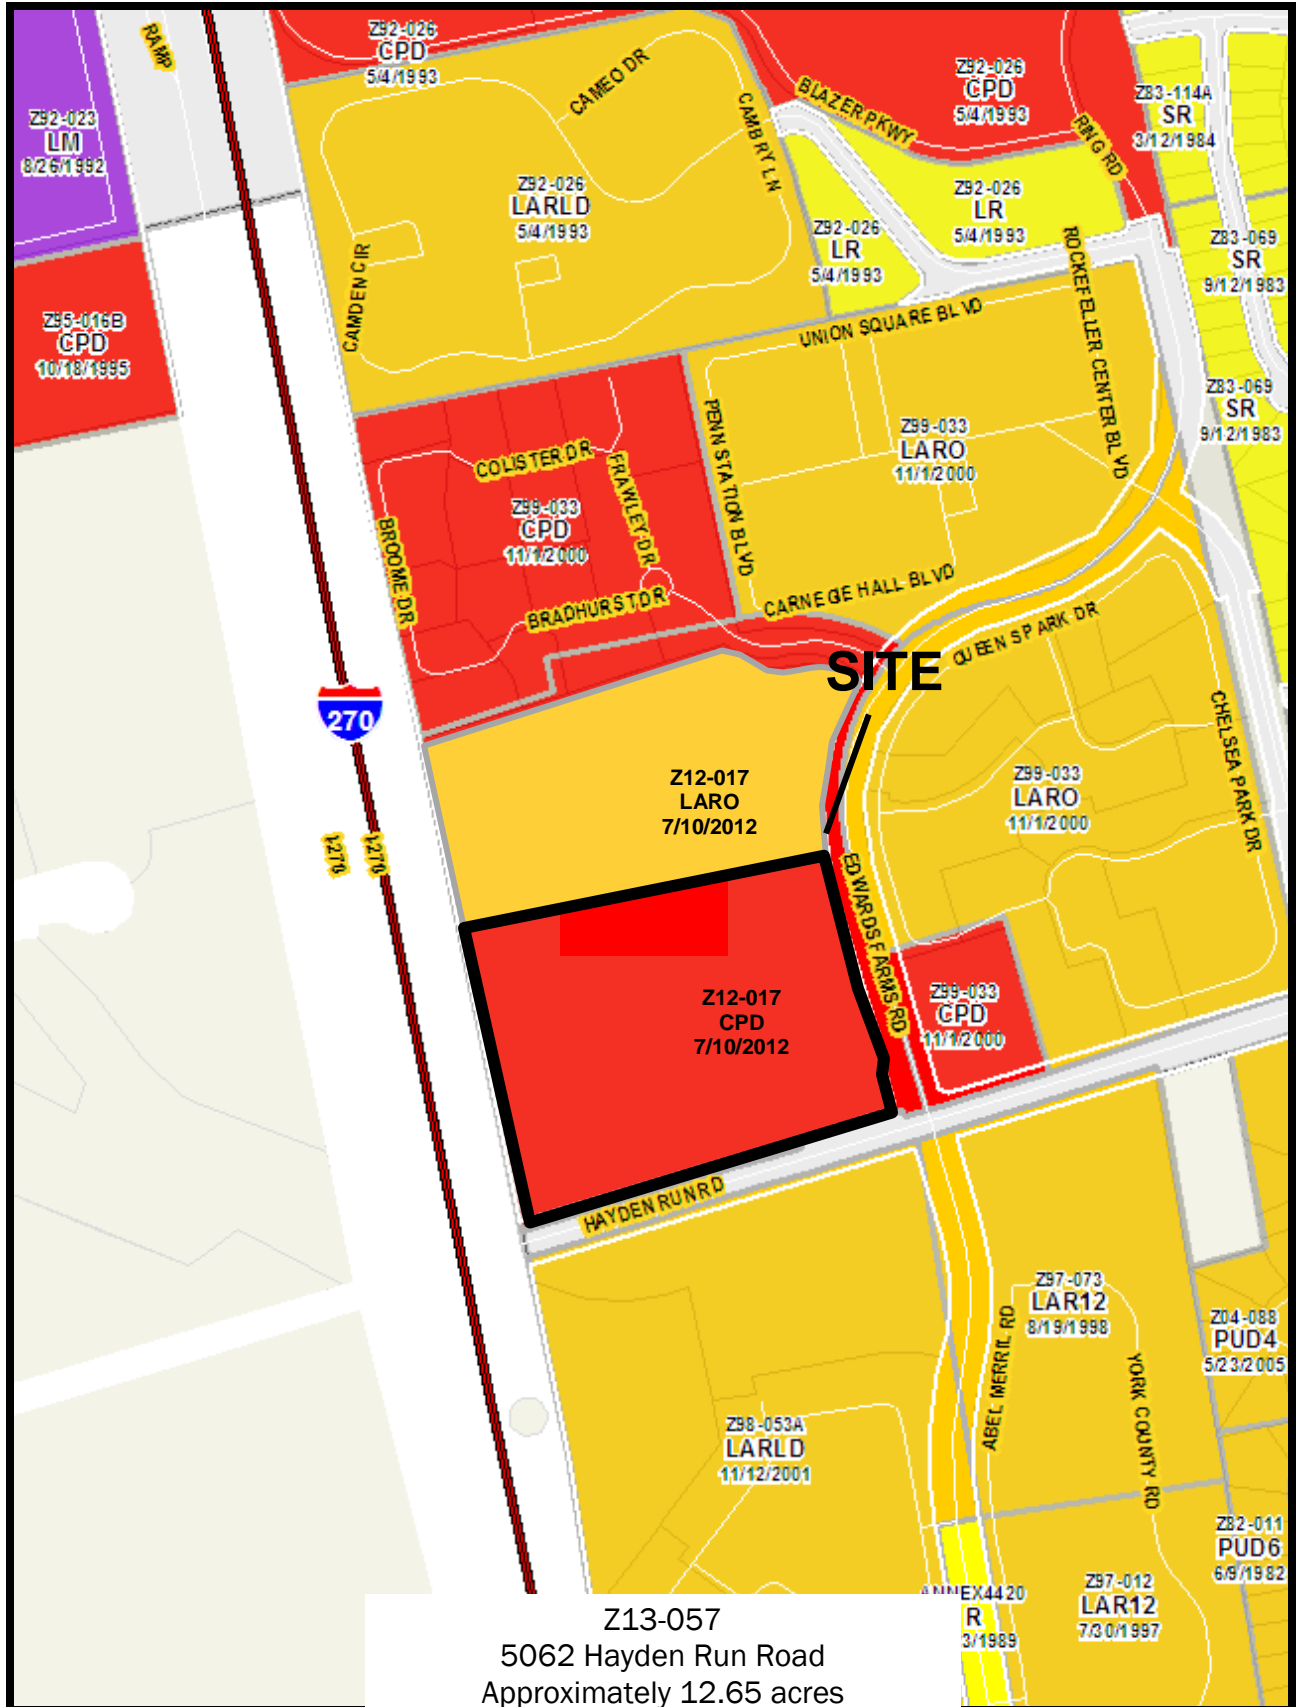 RAMP
Z92-026
CPD
5/4/1993
Z92-023
LM
8/26/1992
CAMEO DR
CAMBRY LN
BLAZER PKWY
Z92-026
CPD
5/4/1993
RING RD
Z83-114A
SR
3/12/1984
Z92-026
LARLD
5/4/1993
Z92-026
LR
5/4/1993
Z92-026
LR
5/4/1993
Z83-069
SR
9/12/1983
CAMDEN CIR
ROCKEFELLER CENTER BLVD
Z95-016B
CPD
10/18/1995
UNION SQUARE BLVD
Z83-069
SR
9/12/1983
PENN STATION BLVD
Z99-033
LARO
11/1/2000
COLISTER DR
FRAWLEY DR
Z99-033
CPD
11/1/2000
BROOME DR
BRADHURST DR
CARNEGIE HALL BLVD
QUEENS PARK DR
SITE
270
CHELSEA PARK DR
Z12-017
LARO
7/10/2012
Z99-033
LARO
11/1/2000
I270
I270
EDWARDS FARMS RD
Z12-017
CPD
7/10/2012
Z99-033
CPD
11/1/2000
HAYDEN RUN RD
Z97-073
LAR12
8/19/1998
ABEL MERRIL RD
YORK COUNTY RD
Z04-088
PUD4
5/23/2005
Z98-053A
LARLD
11/12/2001
Z82-011
PUD6
6/9/1982
ANNEX4420
R
3/1989
Z97-012
LAR12
7/30/1997
Z13-057
5062 Hayden Run Road
Approximately 12.65 acres